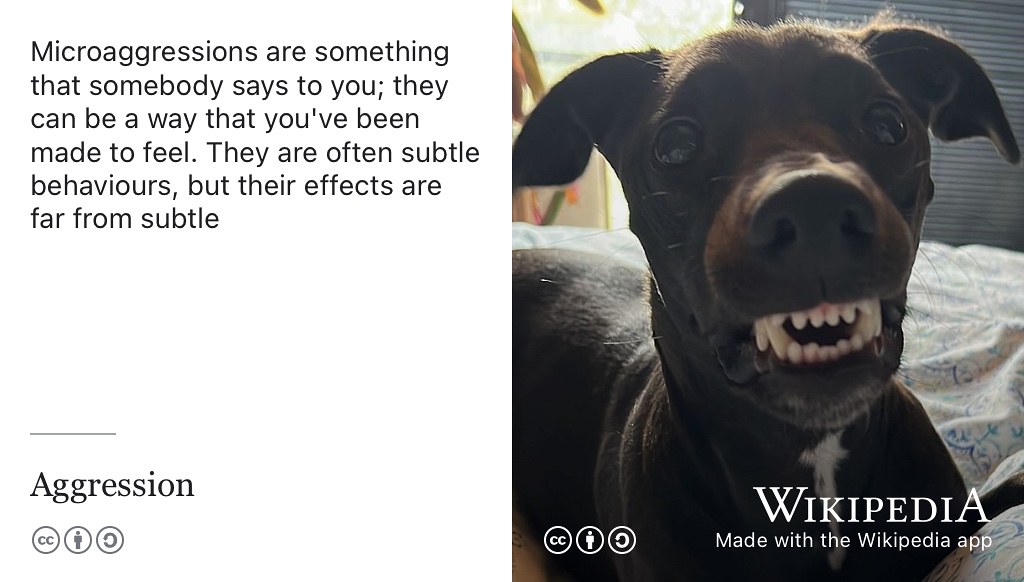 Microaggressions are something
that somebody says to you; they
can be a way that you've been
made to feel. They are often subtle
behaviours, but their effects are
far from subtle
Aggression
cc
cc
WIKIPEDIA
Made with the Wikipedia app